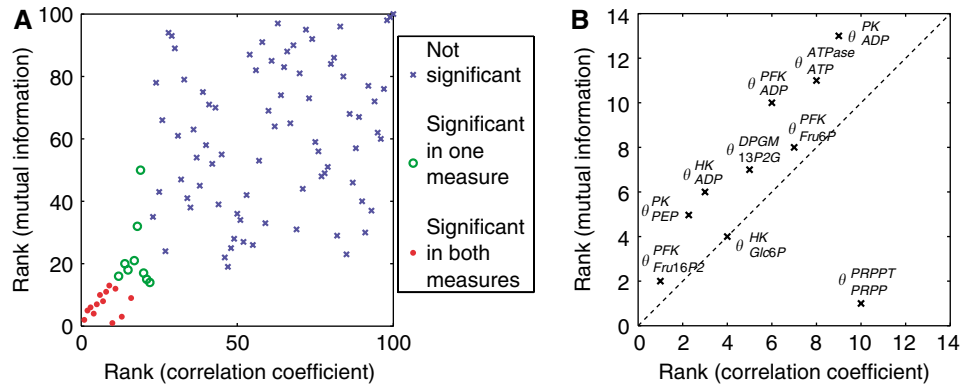 A
100
80
60
40
20
0
0
50
100
Rank (mutual information)
Rank (correlation coefficient)
Not
significant
Significant
in one
measure
Significant
in both
measures
B
14
12
10
8
6
4
2
0
0
2
4
6
8
10
12
14
Rank (mutual information)
Rank (correlation coefficient)
θ PK ADP
θ ATPase ATP
θ PFK ADP
θ PFK Fru6P
θ DPGM 13P2G
θ HK ADP
θ PK PEP
θ HK Glc6P
θ PFK Fru16P2
θ PRPPT PRPP